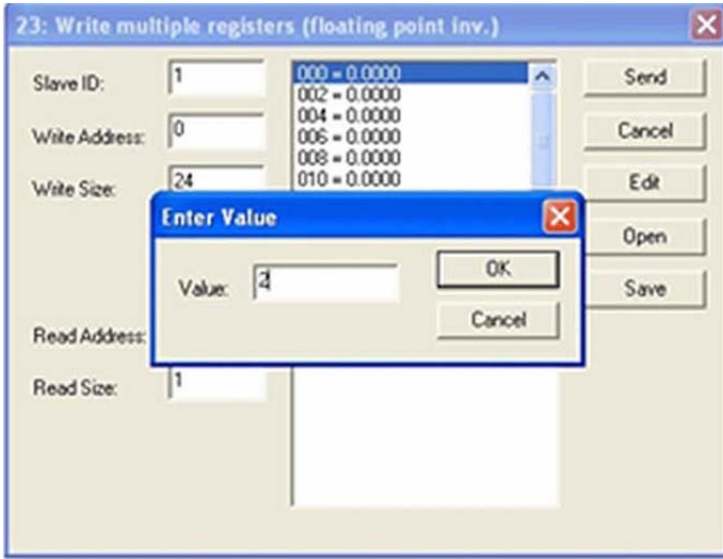 23: Write multiple registers (floating point inv.)
Slave ID: 1
Write Address: 0
Write Size: 24
000 = 0.0000
002 = 0.0000
004 = 0.0000
006 = 0.0000
008 = 0.0000
010 = 0.0000
Send
Cancel
Edit
Open
Save
Enter Value
Value: 2
OK
Cancel
Read Address:
Read Size: 1